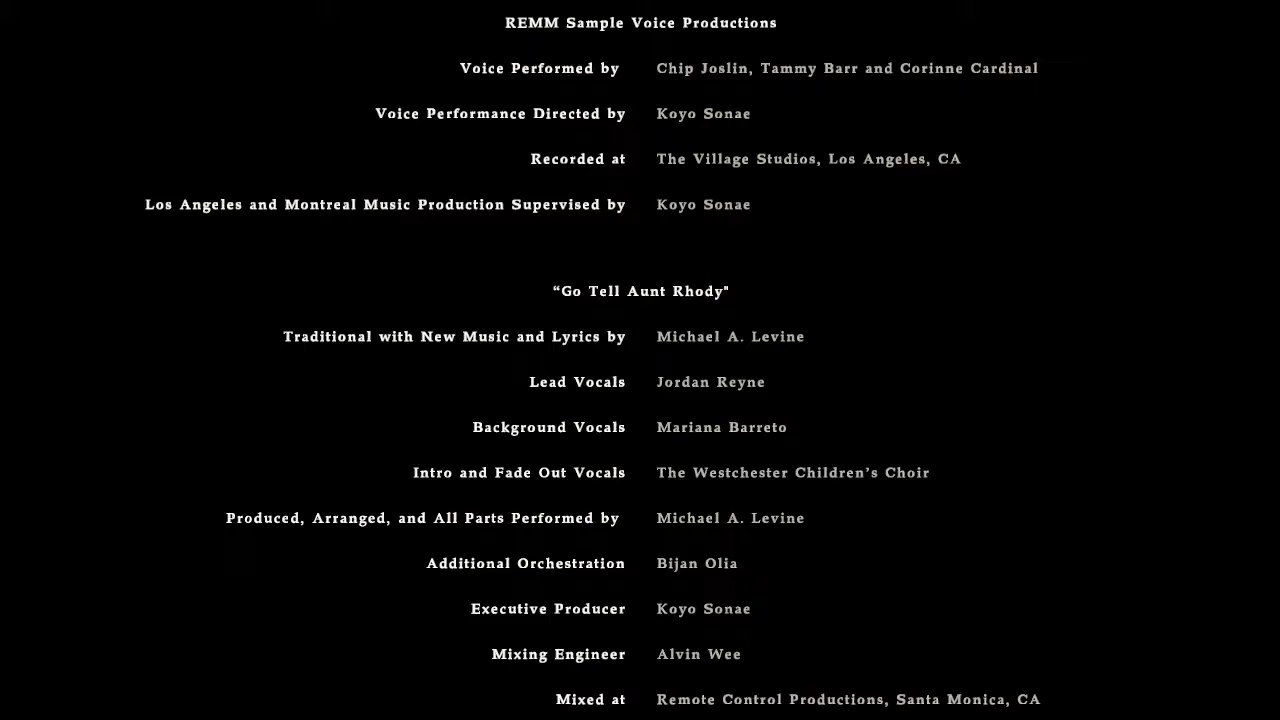 REMM Sample Voice Productions
Voice Performed by Chip Joslin, Tammy Barr and Corinne Cardinal
Voice Performance Directed by Koyo Sonae
Recorded at The Village Studios, Los Angeles, CA
Los Angeles and Montreal Music Production Supervised by Koyo Sonae
“Go Tell Aunt Rhody"
Traditional with New Music and Lyrics by Michael A. Levine
Lead Vocals Jordan Reyne
Background Vocals Mariana Barreto
Intro and Fade Out Vocals The Westchester Children’s Choir
Produced, Arranged, and All Parts Performed by Michael A. Levine
Additional Orchestration Bijan Olia
Executive Producer Koyo Sonae
Mixing Engineer Alvin Wee
Mixed at Remote Control Productions, Santa Monica, CA